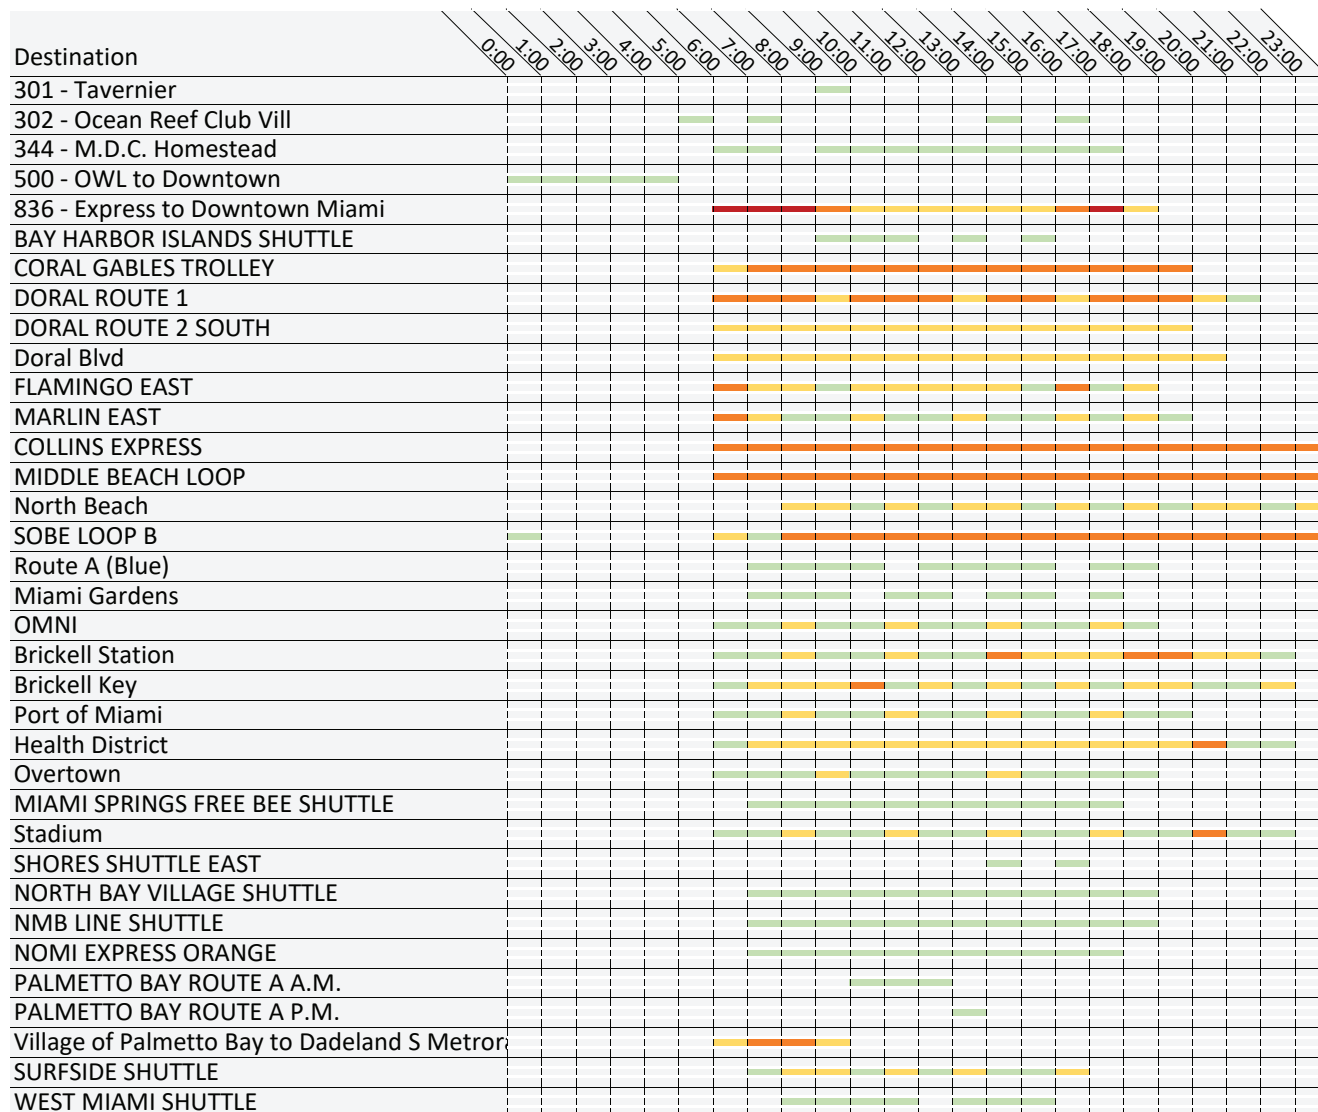 0:00 1:00 2:00 3:00 4:00 5:00 6:00 7:00 8:00 9:00 10:00 11:00 12:00 13:00 14:00 15:00 16:00 17:00 18:00 19:00 20:00 21:00 22:00 23:00
Destination
301 - Tavernier
302 - Ocean Reef Club Vill
344 - M.D.C. Homestead
500 - OWL to Downtown
836 - Express to Downtown Miami
BAY HARBOR ISLANDS SHUTTLE
CORAL GABLES TROLLEY
DORAL ROUTE 1
DORAL ROUTE 2 SOUTH
Doral Blvd
FLAMINGO EAST
MARLIN EAST
COLLINS EXPRESS
MIDDLE BEACH LOOP
North Beach
SOBE LOOP B
Route A (Blue)
Miami Gardens
OMNI
Brickell Station
Brickell Key
Port of Miami
Health District
Overtown
MIAMI SPRINGS FREE BEE SHUTTLE
Stadium
SHORES SHUTTLE EAST
NORTH BAY VILLAGE SHUTTLE
NMB LINE SHUTTLE
NOMI EXPRESS ORANGE
PALMETTO BAY ROUTE A A.M.
PALMETTO BAY ROUTE A P.M.
Village of Palmetto Bay to Dadeland S Metrora
SURFSIDE SHUTTLE
WEST MIAMI SHUTTLE